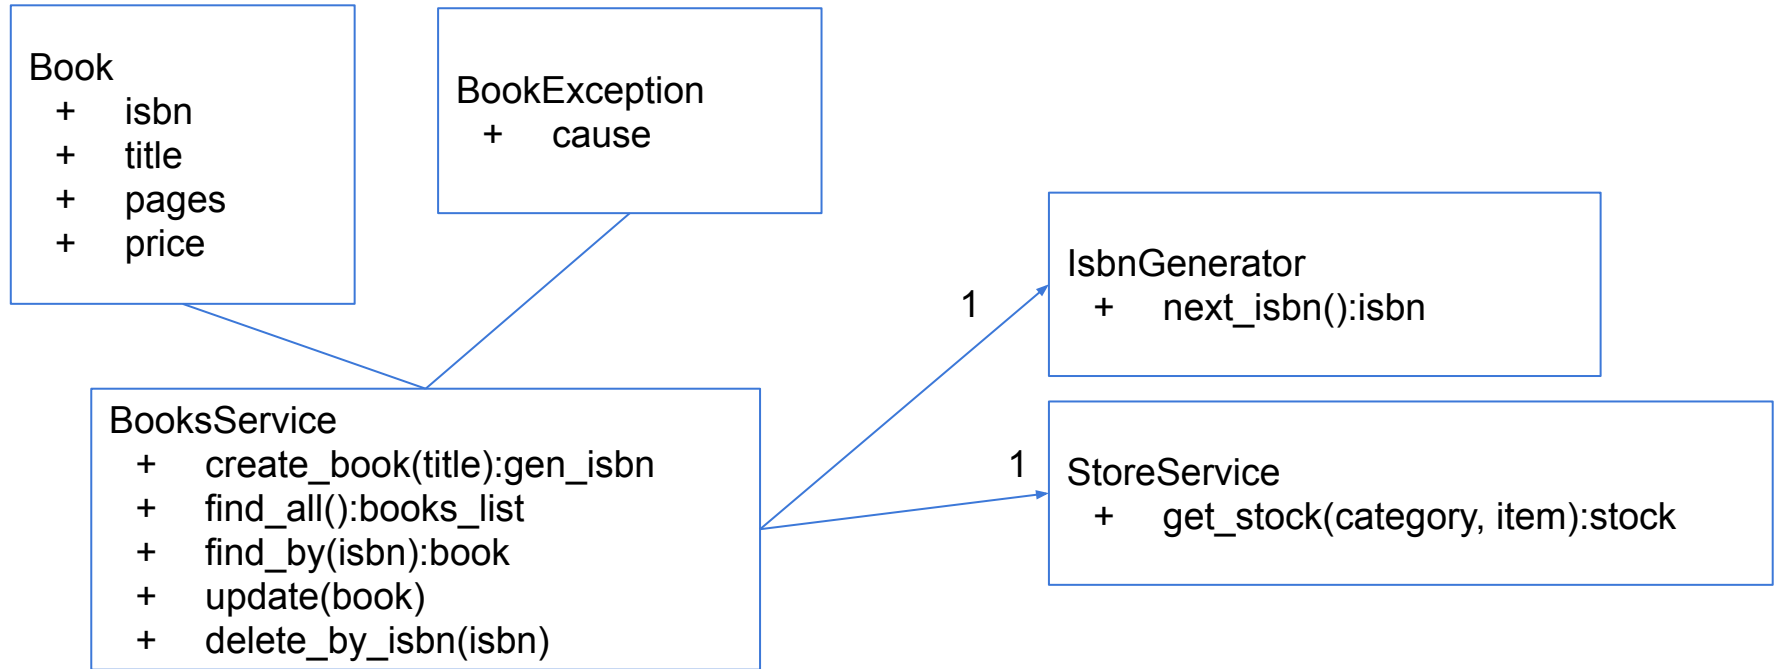 Book
+ isbn
+ title
+ pages
+ price
BookException
+ cause
IsbnGenerator
+ next_isbn():isbn
1
BooksService
+ create_book(title):gen_isbn
+ find_all():books_list
+ find_by(isbn):book
+ update(book)
+ delete_by_isbn(isbn)
1
StoreService
+ get_stock(category, item):stock